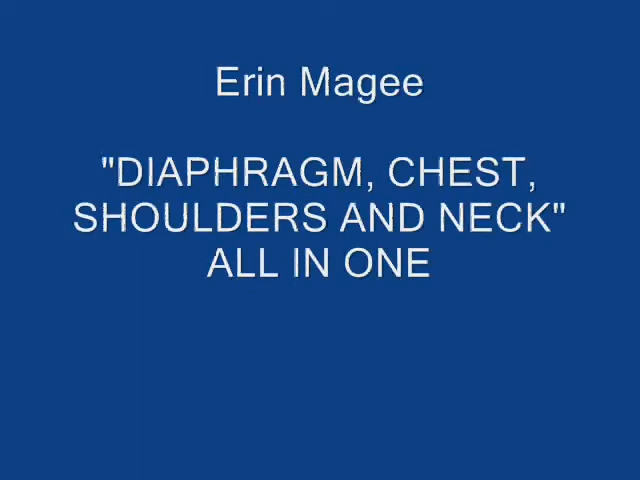 Erin Magee
"DIAPHRAGM, CHEST,
SHOULDERS AND NECK"
ALL IN ONE